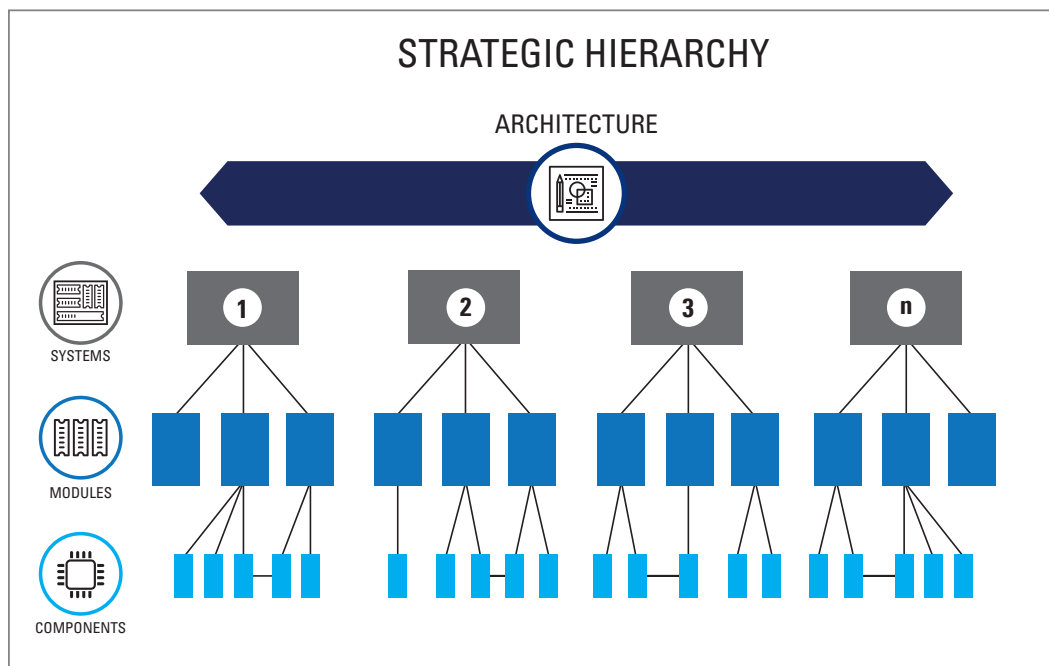 STRATEGIC HIERARCHY
ARCHITECTURE
1
2
3
n
SYSTEMS
MODULES
COMPONENTS